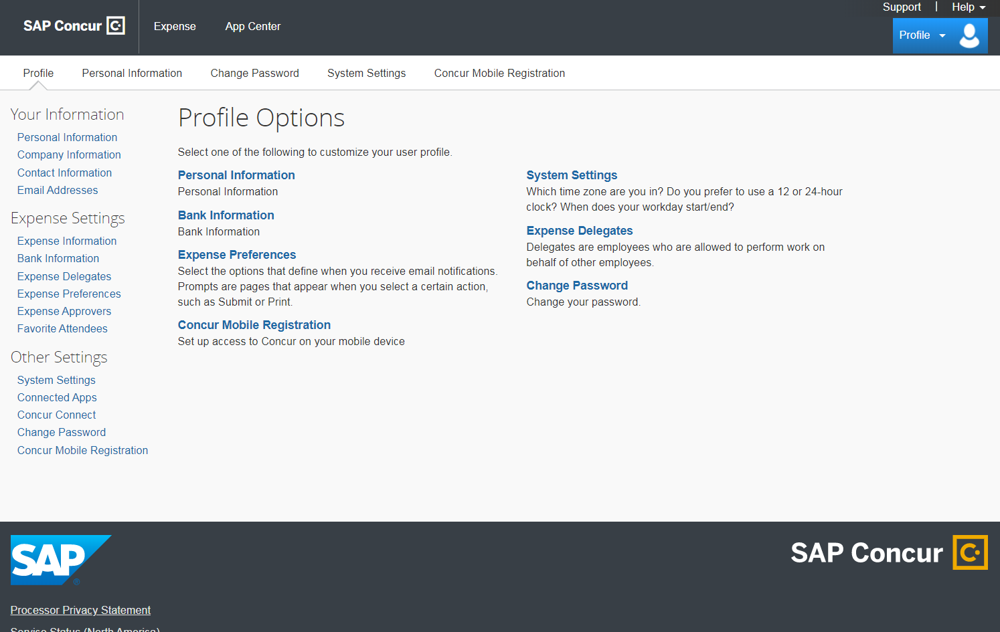 Support | Help
SAP Concur C
Expense
App Center
Profile
Profile
Personal Information
Change Password
System Settings
Concur Mobile Registration
Your Information
Personal Information
Company Information
Contact Information
Email Addresses
Expense Settings
Expense Information
Bank Information
Expense Delegates
Expense Preferences
Expense Approvers
Favorite Attendees
Other Settings
System Settings
Connected Apps
Concur Connect
Change Password
Concur Mobile Registration
Profile Options
Select one of the following to customize your user profile.
Personal Information
Personal Information
Bank Information
Bank Information
Expense Preferences
Select the options that define when you receive email notifications.
Prompts are pages that appear when you select a certain action,
such as Submit or Print.
Concur Mobile Registration
Set up access to Concur on your mobile device
System Settings
Which time zone are you in? Do you prefer to use a 12 or 24-hour
clock? When does your workday start/end?
Expense Delegates
Delegates are employees who are allowed to perform work on
behalf of other employees.
Change Password
Change your password.
SAP ®
SAP Concur C
Processor Privacy Statement
Service Status (North America)